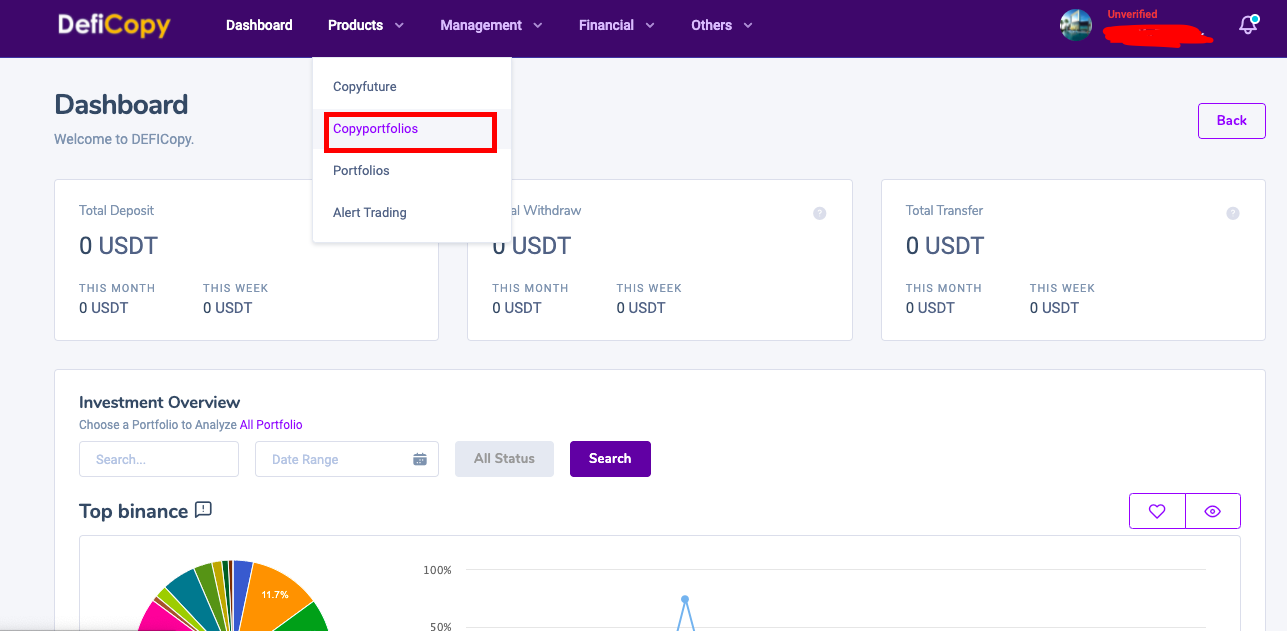 DefiCopy
Dashboard Products Management Financial Others
Unverified
Copyfuture
Copyportfolios
Portfolios
Alert Trading
Dashboard
Welcome to DEFICopy.
Back
Total Deposit
0 USDT
THIS MONTH THIS WEEK
0 USDT 0 USDT
al Withdraw
0 USDT
THIS MONTH THIS WEEK
0 USDT 0 USDT
Total Transfer
0 USDT
THIS MONTH THIS WEEK
0 USDT 0 USDT
Investment Overview
Choose a Portfolio to Analyze All Portfolio
Search... Date Range All Status Search
Top binance
11.7%
100%
50%